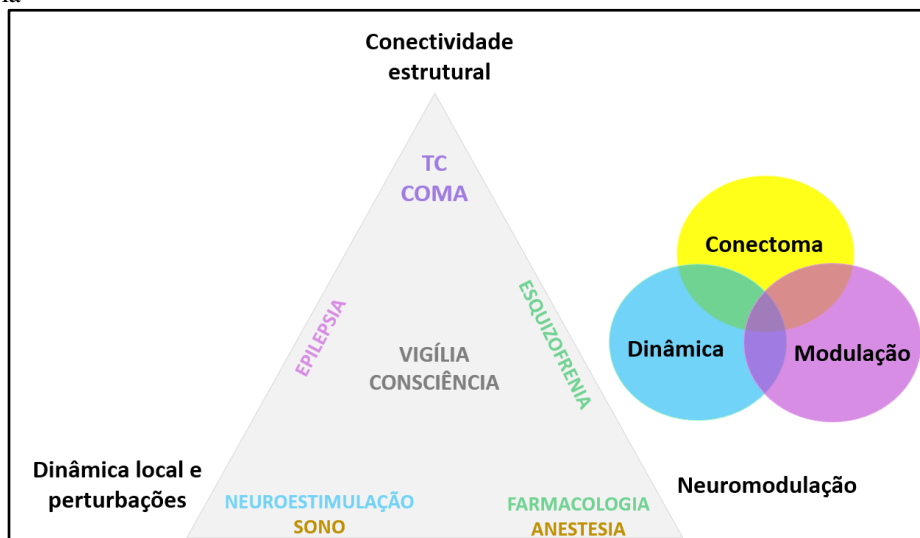 Conectividade
estrutural
TC
COMA
EPILEPSIA
ESQUIZOFRENIA
VIGÍLIA
CONSCIÊNCIA
Conectoma
Dinâmica
Modulação
Dinâmica local e
perturbações
NEUROESTIMULAÇÃO
SONO
FARMACOLOGIA
ANESTESIA
Neuromodulação